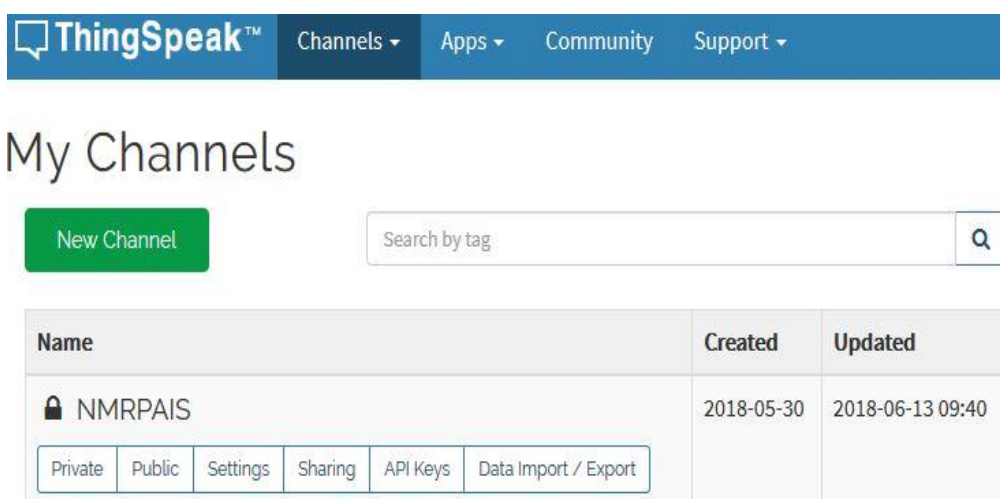 ThingSpeak™ Channels Apps Community Support
My Channels
New Channel Search by tag
Name Created Updated
NMRPAIS 2018-05-30 2018-06-13 09:40
Private Public Settings Sharing API Keys Data Import / Export